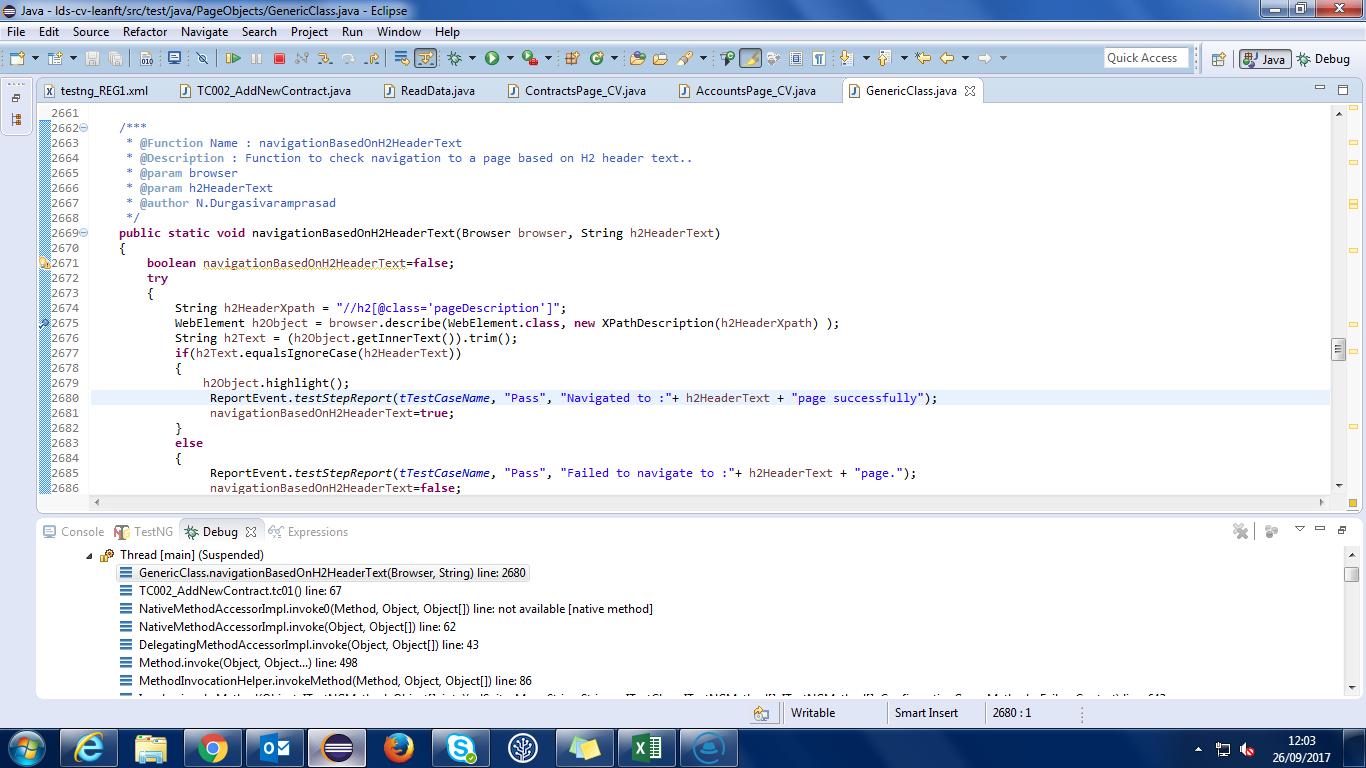 Java - lds-cv-leanft/src/test/java/PageObjects/GenericClass.java - Eclipse
File Edit Source Refactor Navigate Search Project Run Window Help
Quick Access Java Debug
testng_REG1.xml TC002_AddNewContract.java ReadData.java ContractsPage_CV.java AccountsPage_CV.java GenericClass.java
2661
2662 /***
2663 * @Function Name : navigationBasedOnH2HeaderText
2664 * @Description : Function to check navigation to a page based on H2 header text..
2665 * @param browser
2666 * @param h2HeaderText
2667 * @author N.Durgasivaramprasad
2668 */
2669 public static void navigationBasedOnH2HeaderText(Browser browser, String h2HeaderText)
2670 {
2671 boolean navigationBasedOnH2HeaderText=false;
2672 try
2673 {
2674 String h2HeaderXpath = "//h2[@class='pageDescription']";
2675 WebElement h2Object = browser.describe(WebElement.class, new XPathDescription(h2HeaderXpath) );
2676 String h2Text = (h2Object.getInnerText()).trim();
2677 if(h2Text.equalsIgnoreCase(h2HeaderText))
2678 {
2679 h2Object.highlight();
2680 ReportEvent.testStepReport(tTestCaseName, "Pass", "Navigated to :"+ h2HeaderText + "page successfully");
2681 navigationBasedOnH2HeaderText=true;
2682 }
2683 else
2684 {
2685 ReportEvent.testStepReport(tTestCaseName, "Pass", "Failed to navigate to :"+ h2HeaderText + "page.");
2686 navigationBasedOnH2HeaderText=false;
Console TestNG Debug Expressions
Thread [main] (Suspended)
GenericClass.navigationBasedOnH2HeaderText(Browser, String) line: 2680
TC002_AddNewContract.tc01() line: 67
NativeMethodAccessorImpl.invoke0(Method, Object, Object[]) line: not available [native method]
NativeMethodAccessorImpl.invoke(Object, Object[]) line: 62
DelegatingMethodAccessorImpl.invoke(Object, Object[]) line: 43
Method.invoke(Object, Object...) line: 498
MethodInvocationHelper.invokeMethod(Method, Object, Object[]) line: 86
Writable Smart Insert 2680 : 1
12:03
26/09/2017